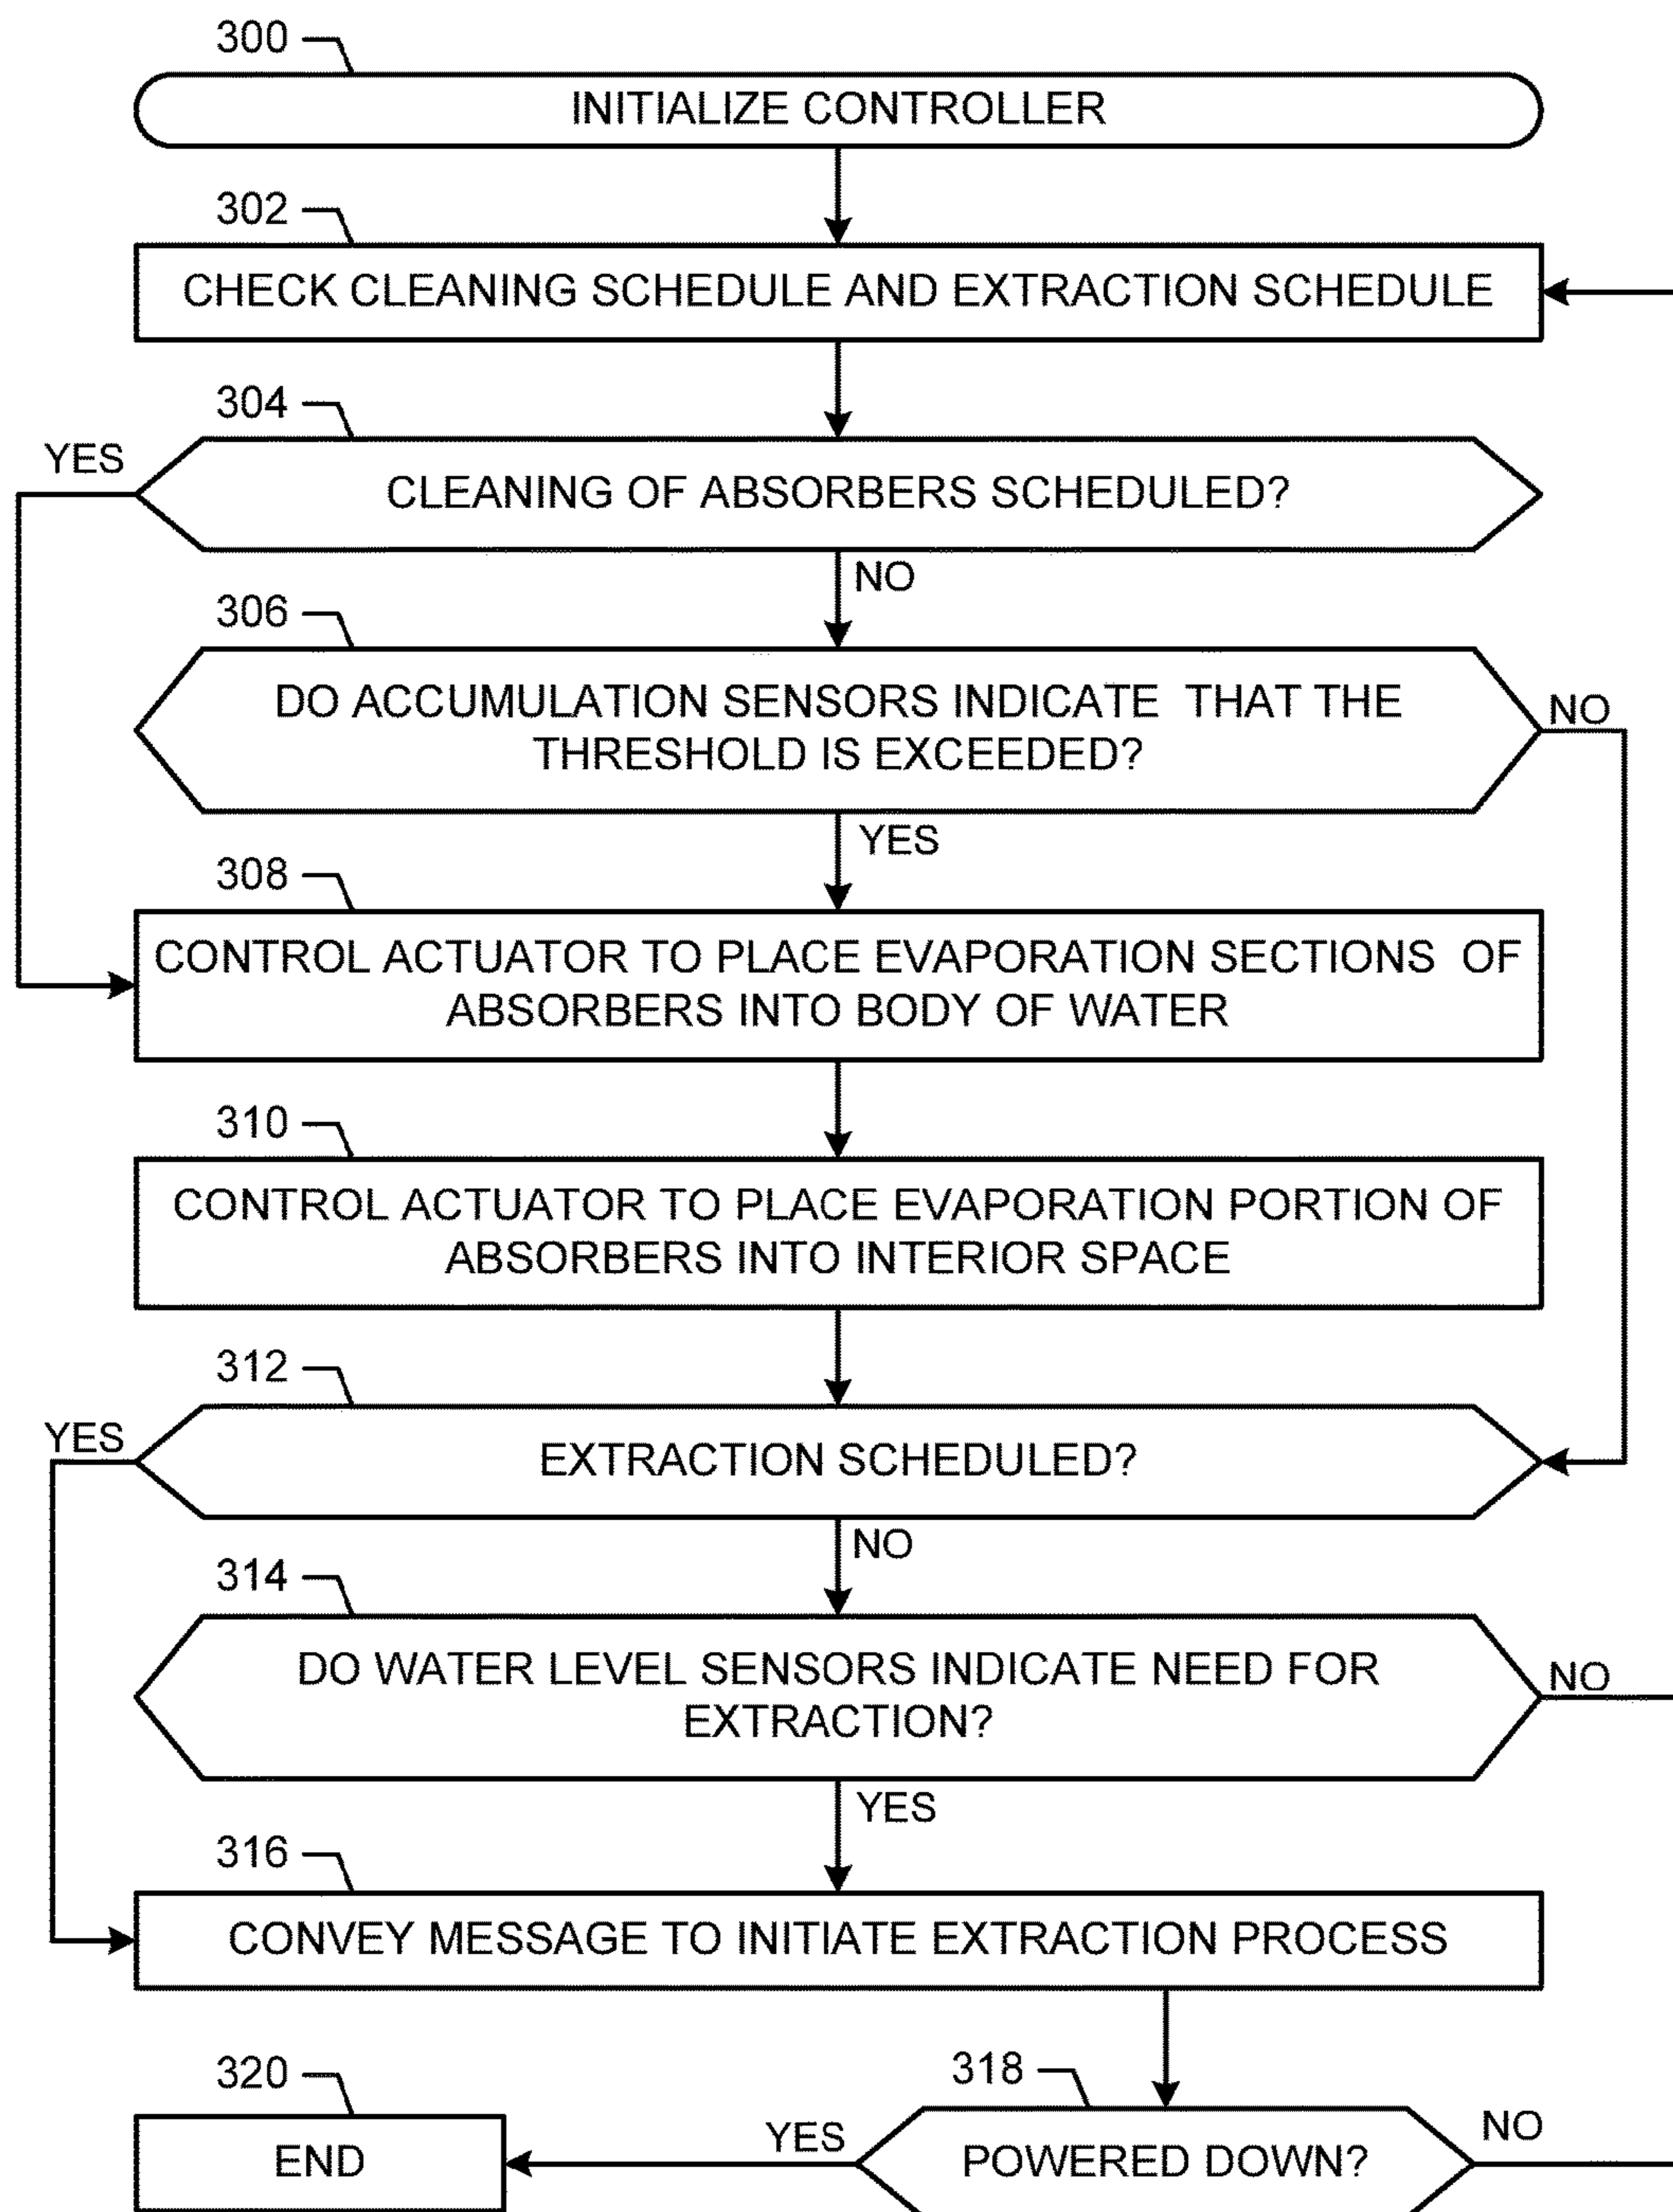 300
INITIALIZE CONTROLLER
302
CHECK CLEANING SCHEDULE AND EXTRACTION SCHEDULE
304
YES
CLEANING OF ABSORBERS SCHEDULED?
NO
306
DO ACCUMULATION SENSORS INDICATE THAT THE
THRESHOLD IS EXCEEDED?
NO
YES
308
CONTROL ACTUATOR TO PLACE EVAPORATION SECTIONS OF
ABSORBERS INTO BODY OF WATER
310
CONTROL ACTUATOR TO PLACE EVAPORATION PORTION OF
ABSORBERS INTO INTERIOR SPACE
312
YES
EXTRACTION SCHEDULED?
NO
314
DO WATER LEVEL SENSORS INDICATE NEED FOR
EXTRACTION?
NO
YES
316
CONVEY MESSAGE TO INITIATE EXTRACTION PROCESS
318
POWERED DOWN?
NO
YES
320
END